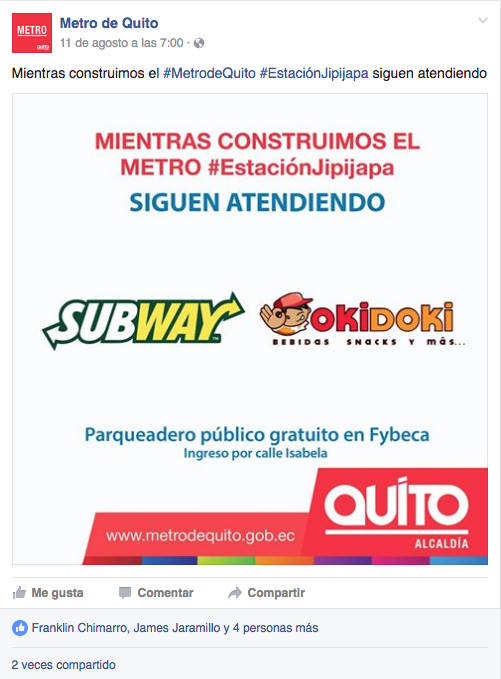 METRO
quito
Metro de Quito
11 de agosto a las 7:00 ·
Mientras construimos el #MetrodeQuito #EstaciónJipijapa siguen atendiendo
MIENTRAS CONSTRUIMOS EL
METRO #EstaciónJipijapa
SIGUEN ATENDIENDO
SUBWAY™
OKIDOKI
BEBIDAS SNACKS Y MÁS...
Parqueadero público gratuito en Fybeca
Ingreso por calle Isabela
www.metrodequito.gob.ec
QUÍTO
ALCALDÍA
Me gusta
Comentar
Compartir
Franklin Chimarro, James Jaramillo y 4 personas más
2 veces compartido